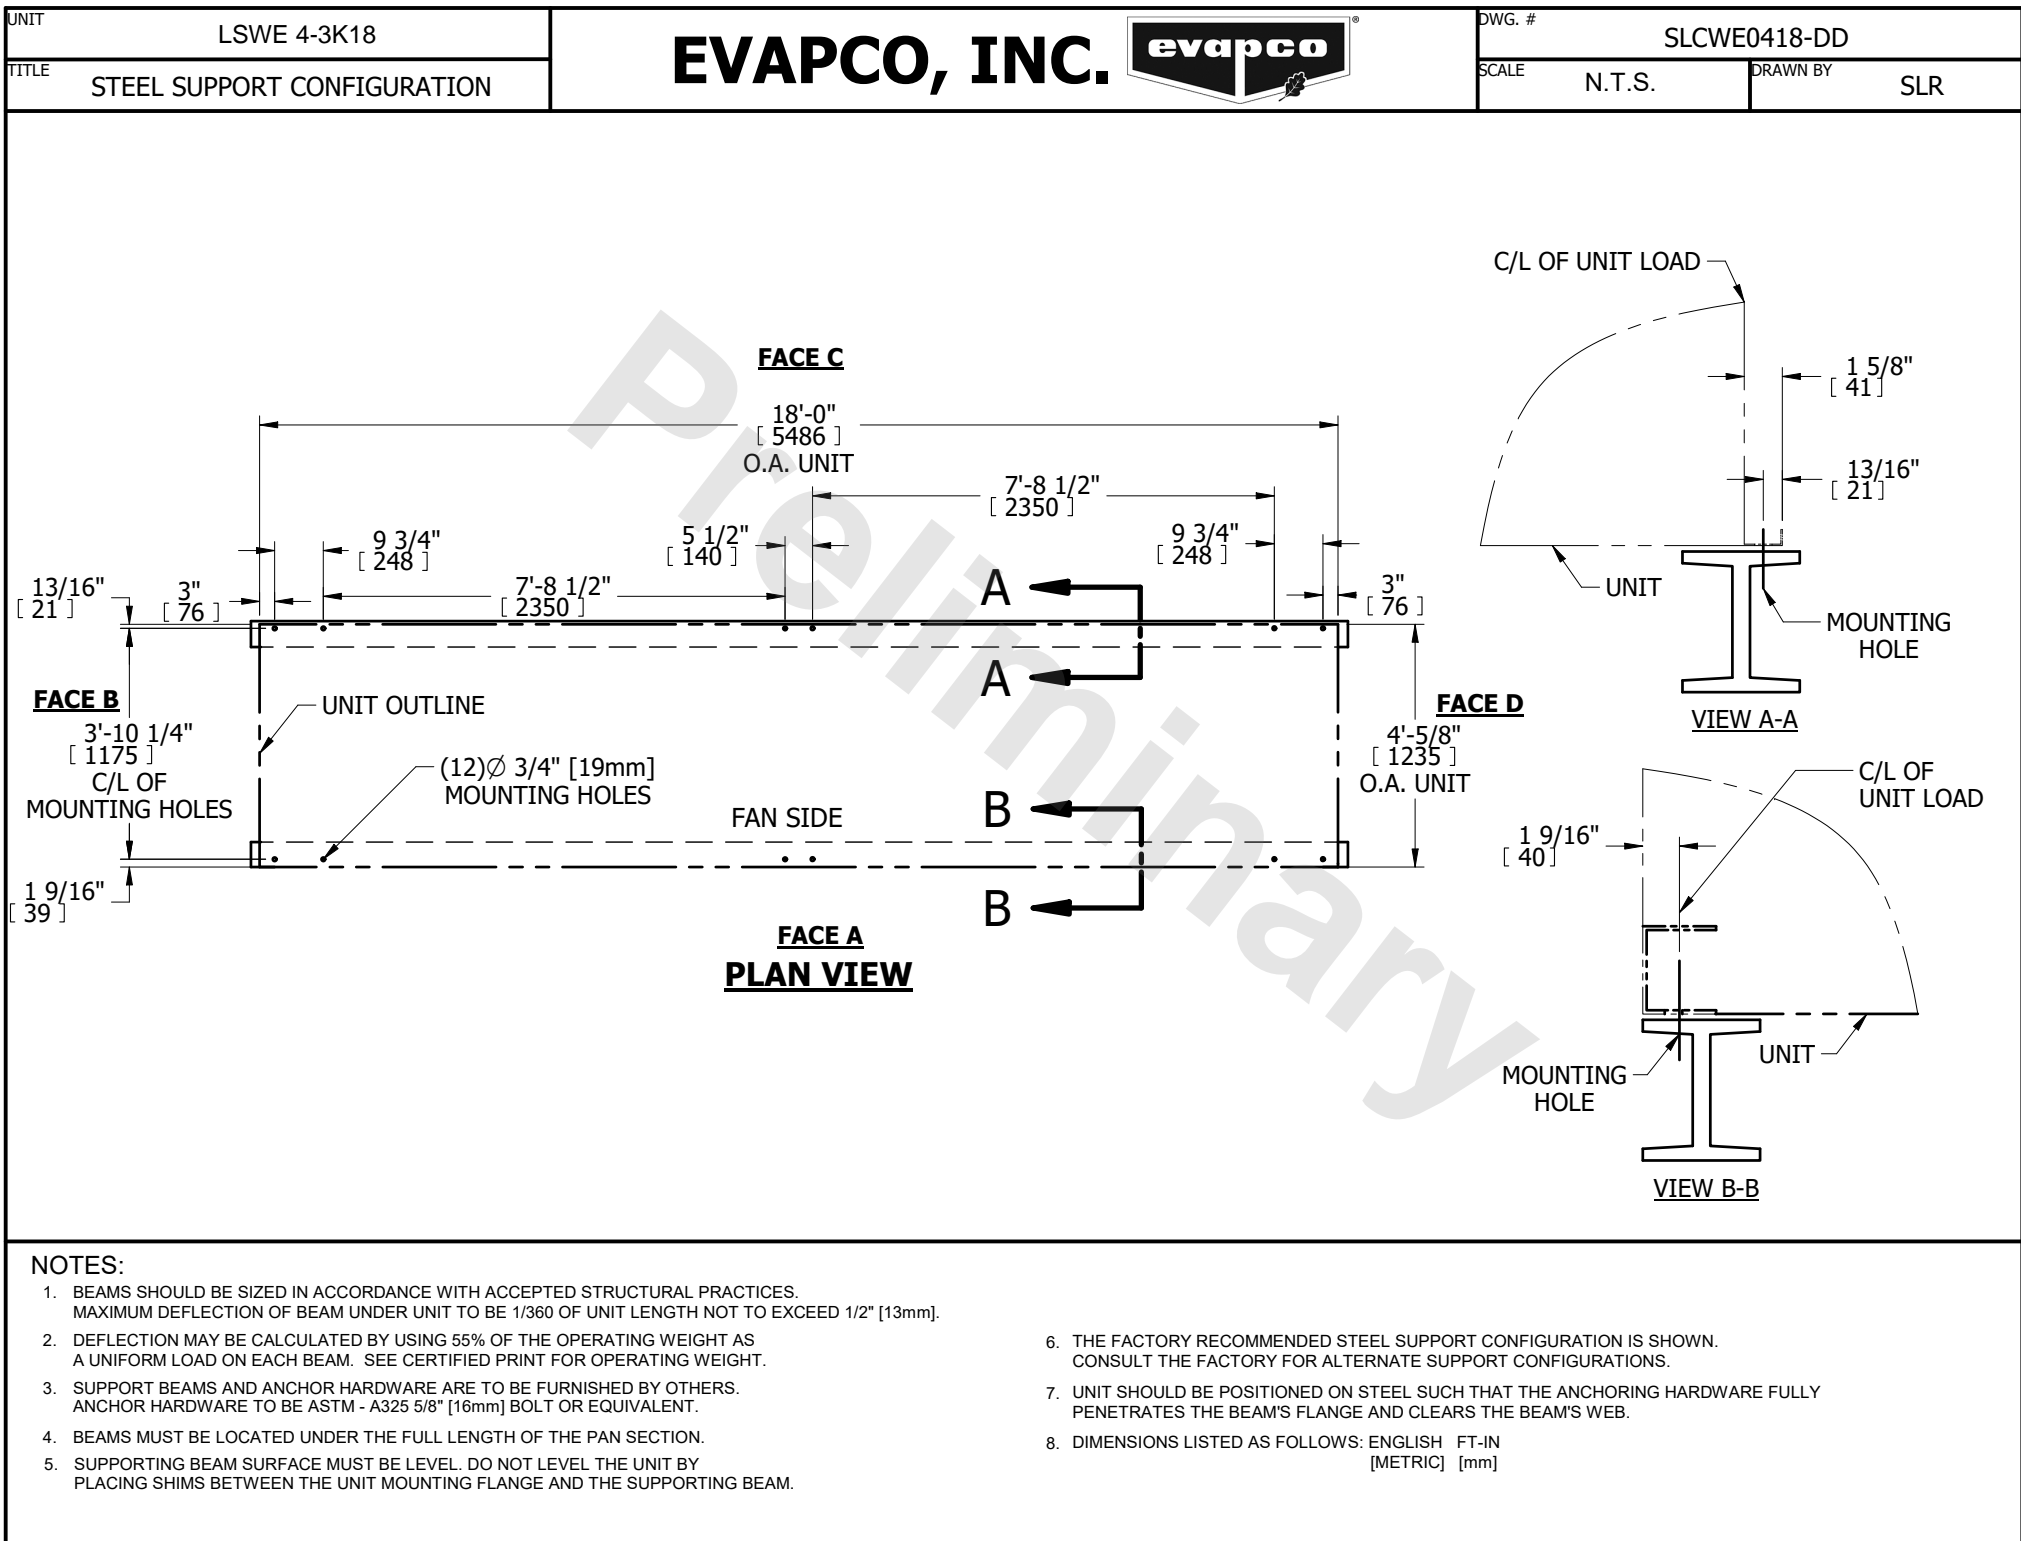 UNIT
LSWE 4-3K18
TITLE
STEEL SUPPORT CONFIGURATION
EVAPCO, INC.
evapco
®
DWG. #
SLCWE0418-DD
SCALE
N.T.S.
DRAWN BY
SLR
Preliminary
FACE C
18'-0"
[ 5486 ]
O.A. UNIT
7'-8 1/2"
[ 2350 ]
9 3/4"
[ 248 ]
5 1/2"
[ 140 ]
9 3/4"
[ 248 ]
13/16"
[ 21 ]
3"
[ 76 ]
7'-8 1/2"
[ 2350 ]
A
3"
[ 76 ]
A
FACE B
UNIT OUTLINE
3'-10 1/4"
[ 1175 ]
C/L OF
MOUNTING HOLES
(12)∅ 3/4" [19mm]
MOUNTING HOLES
FAN SIDE
B
B
FACE D
4'-5/8"
[ 1235 ]
O.A. UNIT
1 9/16"
[ 39 ]
FACE A
PLAN VIEW
C/L OF UNIT LOAD
1 5/8"
[ 41 ]
13/16"
[ 21 ]
UNIT
MOUNTING
HOLE
VIEW A-A
C/L OF
UNIT LOAD
1 9/16"
[ 40 ]
UNIT
MOUNTING
HOLE
VIEW B-B
NOTES:
1. BEAMS SHOULD BE SIZED IN ACCORDANCE WITH ACCEPTED STRUCTURAL PRACTICES.
MAXIMUM DEFLECTION OF BEAM UNDER UNIT TO BE 1/360 OF UNIT LENGTH NOT TO EXCEED 1/2" [13mm].
2. DEFLECTION MAY BE CALCULATED BY USING 55% OF THE OPERATING WEIGHT AS
A UNIFORM LOAD ON EACH BEAM. SEE CERTIFIED PRINT FOR OPERATING WEIGHT.
3. SUPPORT BEAMS AND ANCHOR HARDWARE ARE TO BE FURNISHED BY OTHERS.
ANCHOR HARDWARE TO BE ASTM - A325 5/8" [16mm] BOLT OR EQUIVALENT.
4. BEAMS MUST BE LOCATED UNDER THE FULL LENGTH OF THE PAN SECTION.
5. SUPPORTING BEAM SURFACE MUST BE LEVEL. DO NOT LEVEL THE UNIT BY
PLACING SHIMS BETWEEN THE UNIT MOUNTING FLANGE AND THE SUPPORTING BEAM.
6. THE FACTORY RECOMMENDED STEEL SUPPORT CONFIGURATION IS SHOWN.
CONSULT THE FACTORY FOR ALTERNATE SUPPORT CONFIGURATIONS.
7. UNIT SHOULD BE POSITIONED ON STEEL SUCH THAT THE ANCHORING HARDWARE FULLY
PENETRATES THE BEAM'S FLANGE AND CLEARS THE BEAM'S WEB.
8. DIMENSIONS LISTED AS FOLLOWS: ENGLISH FT-IN
[METRIC] [mm]